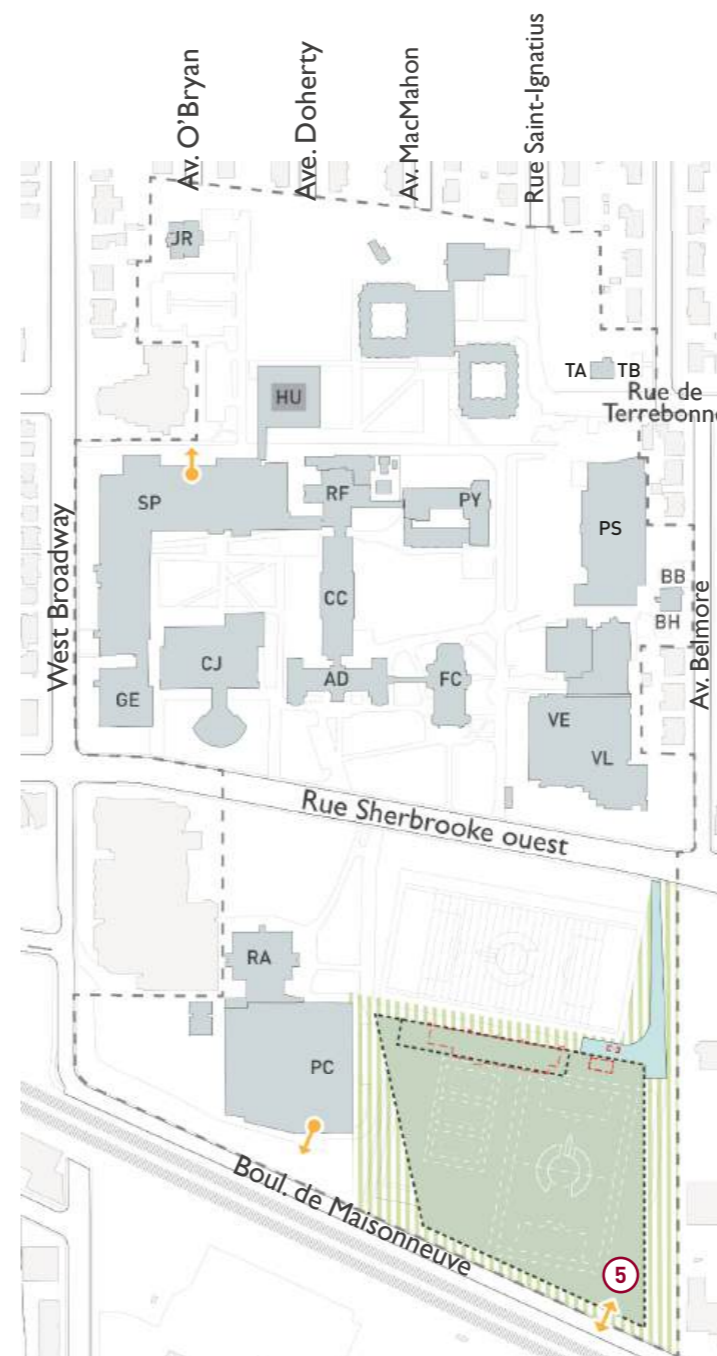 Av. O'Bryan
Ave. Doherty
Av. MacMahon
Rue Saint-Ignatius
JR
TA
TB
Rue de
Terrebonne
HU
SP
RF
PY
PS
West Broadway
CC
BB
BH
Av. Belmore
CJ
AD
FC
GE
VE
VL
Rue Sherbrooke ouest
RA
PC
Boul. de Maisonneuve
5